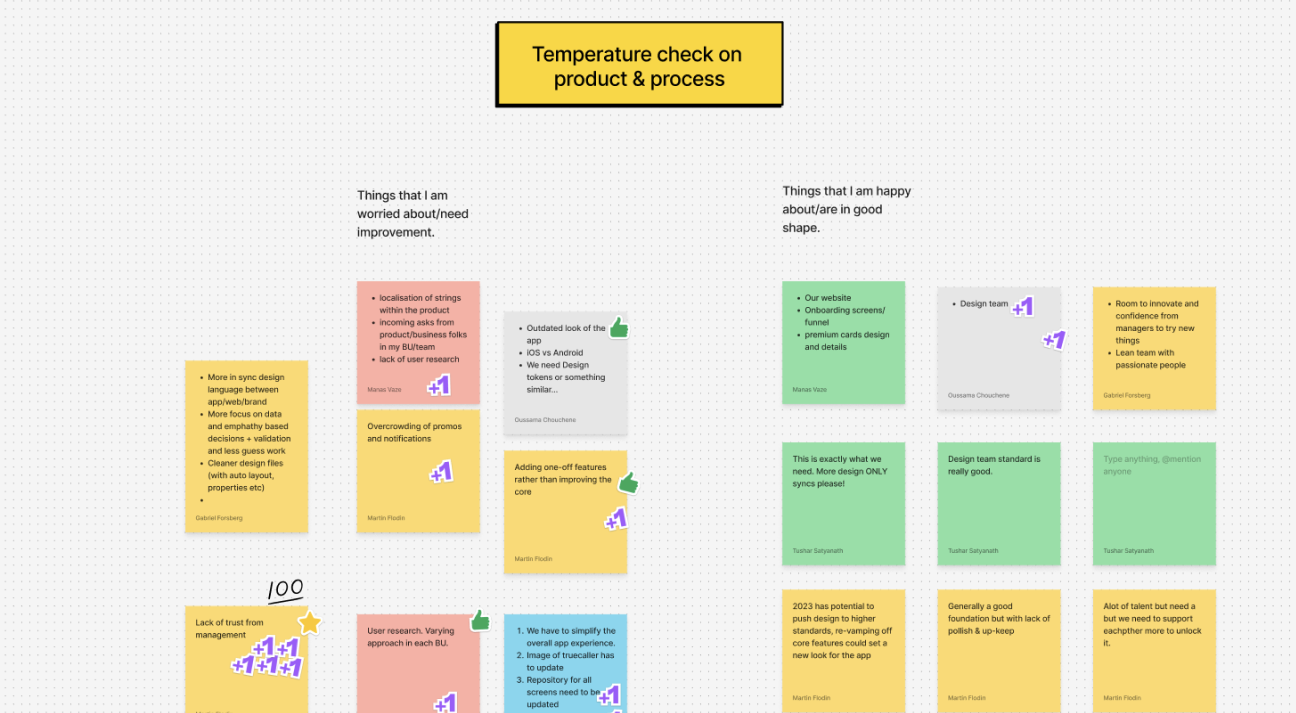 Temperature check on
product & process
Things that I am
worried about/need
improvement.
Things that I am happy
about/are in good
shape.
• More in sync design
language between
app/web/brand
• More focus on data
and emphathy based
decisions + validation
and less guess work
• Cleaner design files
(with auto layout,
properties etc)
•
Gabriel Forsberg
• localisation of strings
within the product
• incoming asks from
product/business folks
in my BU/team
• lack of user research
Manas Vaze
+1
• Outdated look of the
app
• iOS vs Android
• We need Design
tokens or something
similar...
Oussama Chouchene
Overcrowding of promos
and notifications
+1
Martin Flodin
Adding one-off features
rather than improving the
core
+1
Martin Flodin
100
Lack of trust from
management
+1+1
+1+1+1
User research. Varying
approach in each BU.
+1
1. We have to simplify the
overall app experience.
2. Image of truecaller has
to update
3. Repository for all
screens need to be
updated
+1
• Our website
• Onboarding screens/
funnel
• premium cards design
and details
Manas Vaze
• Design team
+1
+1
Oussama Chouchene
• Room to innovate and
confidence from
managers to try new
things
• Lean team with
passionate people
Gabriel Forsberg
This is exactly what we
need. More design ONLY
syncs please!
Tushar Satyanath
Design team standard is
really good.
Tushar Satyanath
Type anything, @mention
anyone
Tushar Satyanath
2023 has potential to
push design to higher
standards, re-vamping off
core features could set a
new look for the app
Martin Flodin
Generally a good
foundation but with lack of
pollish & up-keep
Martin Flodin
Alot of talent but need a
but we need to support
eachpther more to unlock
it.
Martin Flodin